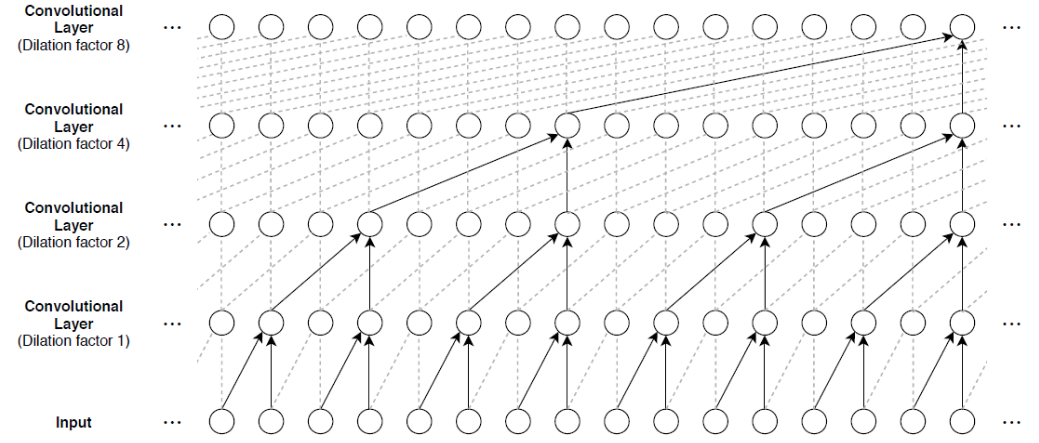 Convolutional
Layer
(Dilation factor 8)
...
...
Convolutional
Layer
(Dilation factor 4)
...
...
Convolutional
Layer
(Dilation factor 2)
...
...
Convolutional
Layer
(Dilation factor 1)
...
...
Input
...
...